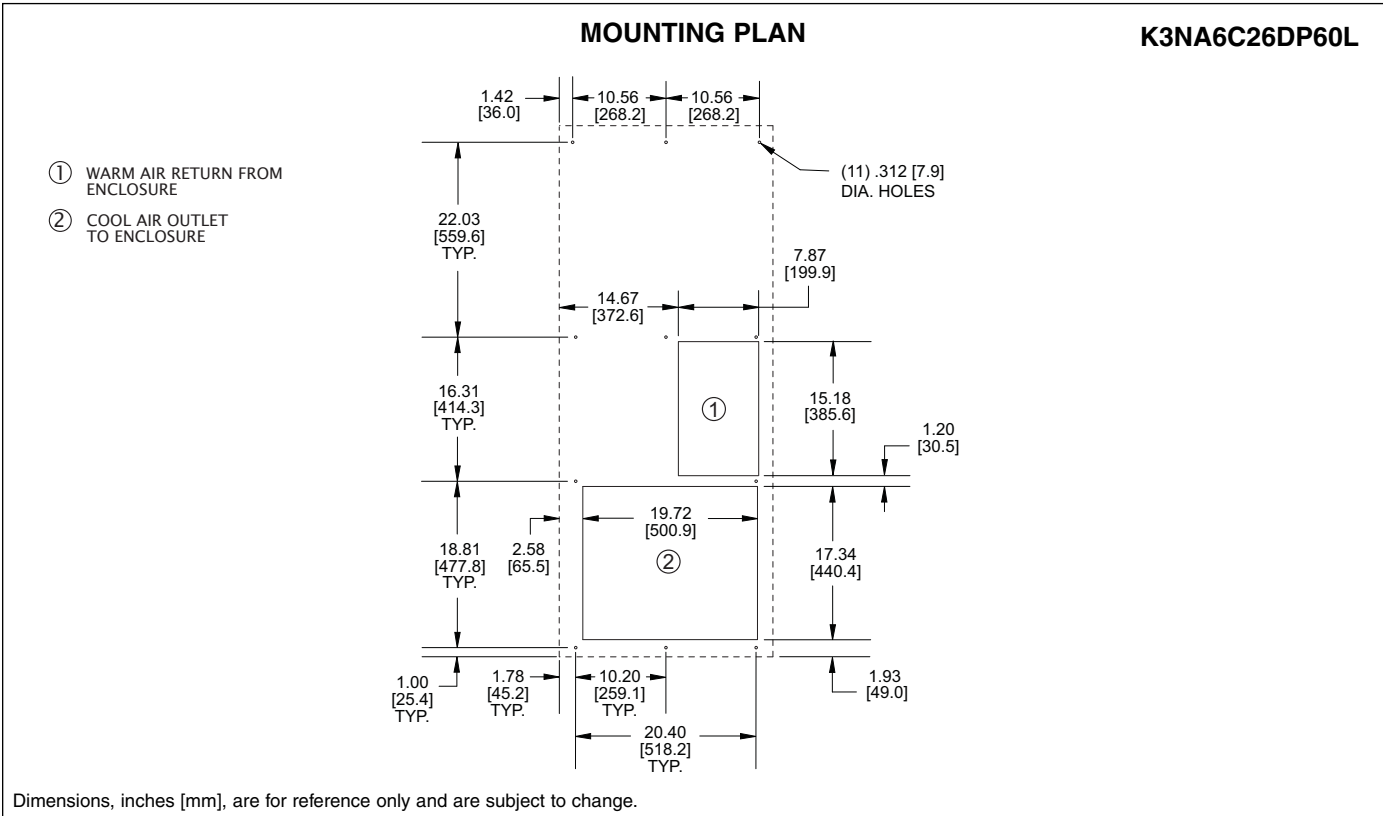 MOUNTING PLAN
K3NA6C26DP60L
1.42
[36.0]
10.56
[268.2]
10.56
[268.2]
① WARM AIR RETURN FROM
ENCLOSURE
② COOL AIR OUTLET
TO ENCLOSURE
(11) .312 [7.9]
DIA. HOLES
22.03
[559.6]
TYP.
7.87
[199.9]
14.67
[372.6]
16.31
[414.3]
TYP.
①
15.18
[385.6]
1.20
[30.5]
19.72
[500.9]
18.81
[477.8]
TYP.
2.58
[65.5]
②
17.34
[440.4]
1.00
[25.4]
TYP.
1.78
[45.2]
TYP.
10.20
[259.1]
TYP.
1.93
[49.0]
20.40
[518.2]
TYP.
Dimensions, inches [mm], are for reference only and are subject to change.